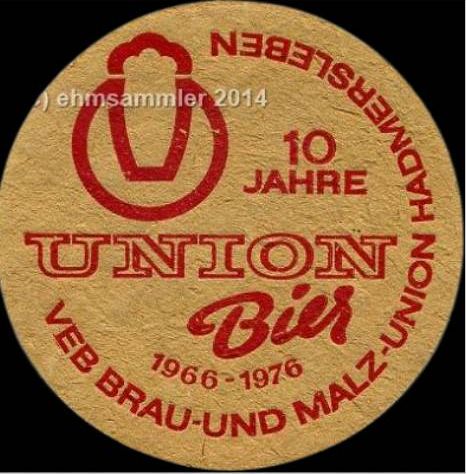 ) ehmsammler 2014
10
JAHRE
UNION
Bier
1966-1976
VEB BRAU-UND MALZ-UNION HADMERSLEBEN